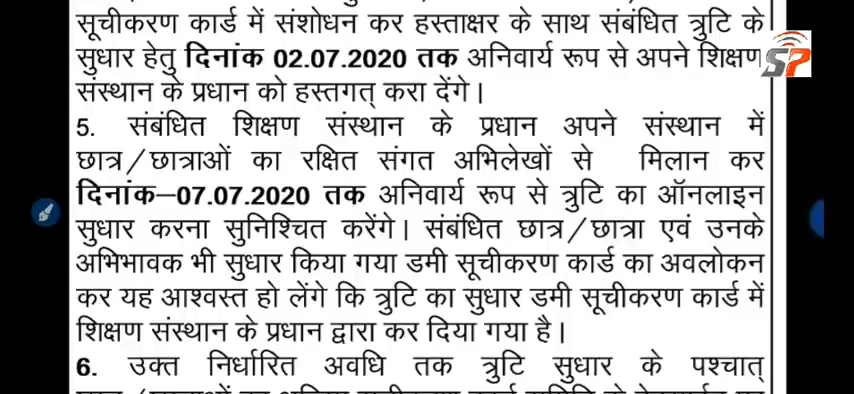 सूचीकरण कार्ड में संशोधन कर हस्ताक्षर के साथ संबंधित त्रुटि के
सुधार हेतु दिनांक 02.07.2020 तक अनिवार्य रूप से अपने शिक्षण
संस्थान के प्रधान को हस्तगत् करा देंगे।
SP
5. संबंधित शिक्षण संस्थान के प्रधान अपने संस्थान में
छात्र/छात्राओं का रक्षित संगत अभिलेखों से मिलान कर
दिनांक–07.07.2020 तक अनिवार्य रूप से त्रुटि का ऑनलाइन
सुधार करना सुनिश्चित करेंगे। संबंधित छात्र/छात्रा एवं उनके
अभिभावक भी सुधार किया गया डमी सूचीकरण कार्ड का अवलोकन
कर यह आश्वस्त हो लेंगे कि त्रुटि का सुधार डमी सूचीकरण कार्ड में
शिक्षण संस्थान के प्रधान द्वारा कर दिया गया है।
6. उक्त निर्धारित अवधि तक त्रुटि सुधार के पश्चात्